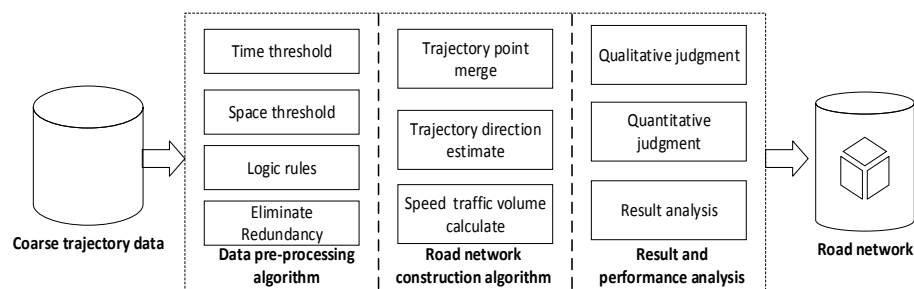 Coarse trajectory data
Time threshold
Space threshold
Logic rules
Eliminate
Redundancy
Data pre-processing
algorithm
Trajectory point
merge
Trajectory direction
estimate
Speed traffic volume
calculate
Road network
construction algorithm
Qualitative judgment
Quantitative
judgment
Result analysis
Result and
performance analysis
Road network